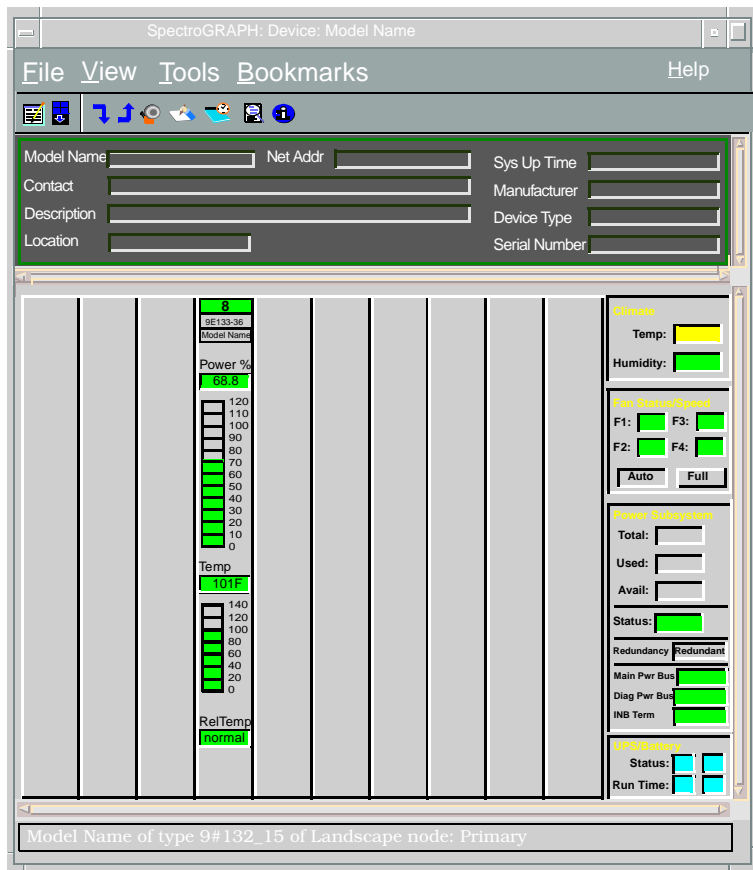 SpectroGRAPH: Device: Model Name
File View Tools Bookmarks Help
Model Name Net Addr Sys Up Time
Contact Manufacturer
Description Device Type
Location Serial Number
8
9E133-36
Model Name
Power %
68.8
120
110
100
90
80
70
60
50
40
30
20
10
0
Temp
101F
140
120
100
80
60
40
20
0
RelTemp
normal
Climate
Temp:
Humidity:
Fan Status/Speed
F1: F3:
F2: F4:
Auto Full
Power Subsystem
Total:
Used:
Avail:
Status:
Redundancy Redundant
Main Pwr Bus
Diag Pwr Bus
INB Term
UPS/Battery
Status:
Run Time:
Model Name of type 9#132_15 of Landscape node: Primary